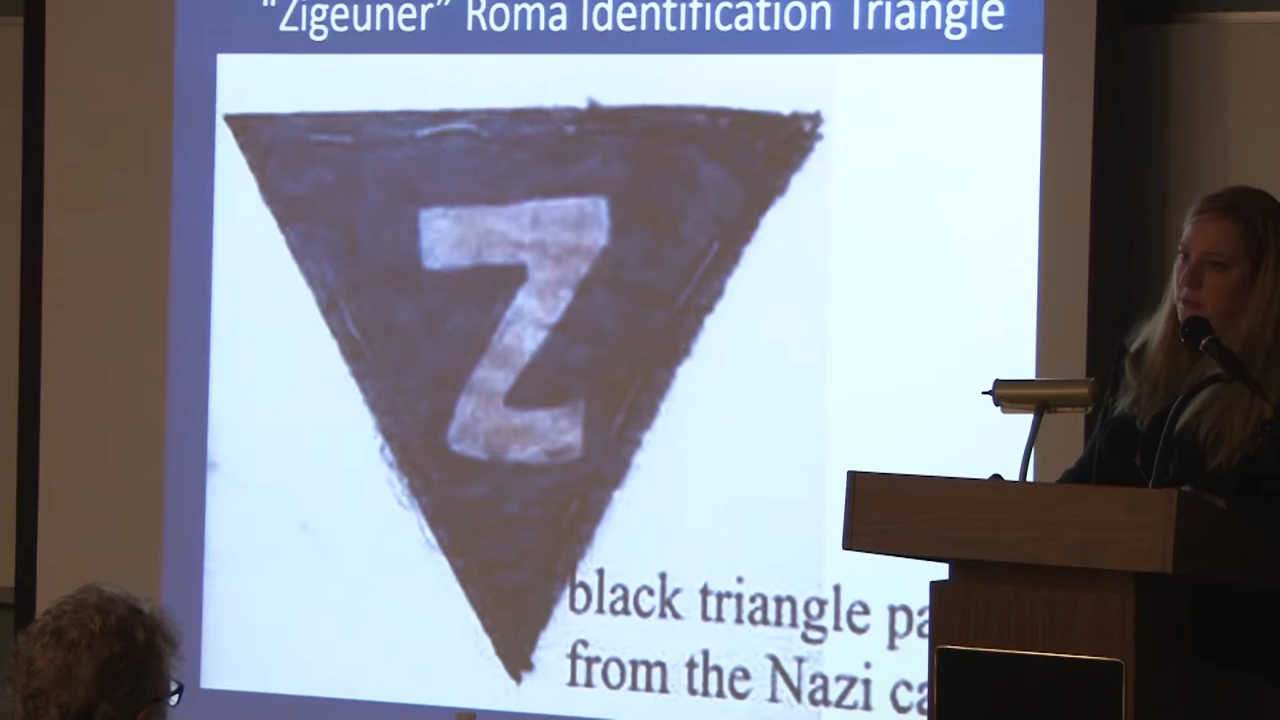 "Zigeuner" Roma Identification Triangle
Z
black triangle
from the Nazi